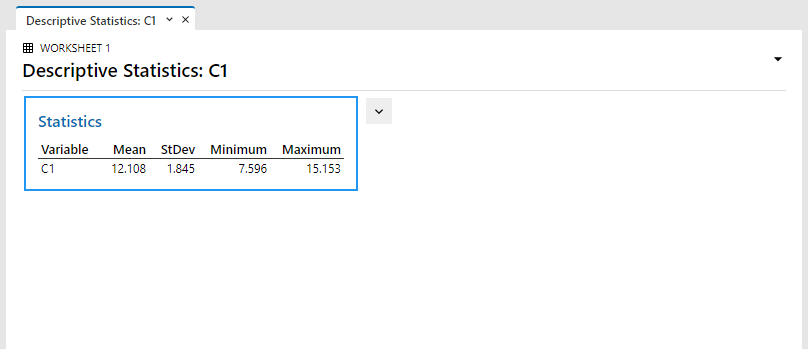 Descriptive Statistics: C1
WORKSHEET 1
Descriptive Statistics: C1
Statistics
Variable Mean StDev Minimum Maximum
C1 12.108 1.845 7.596 15.153